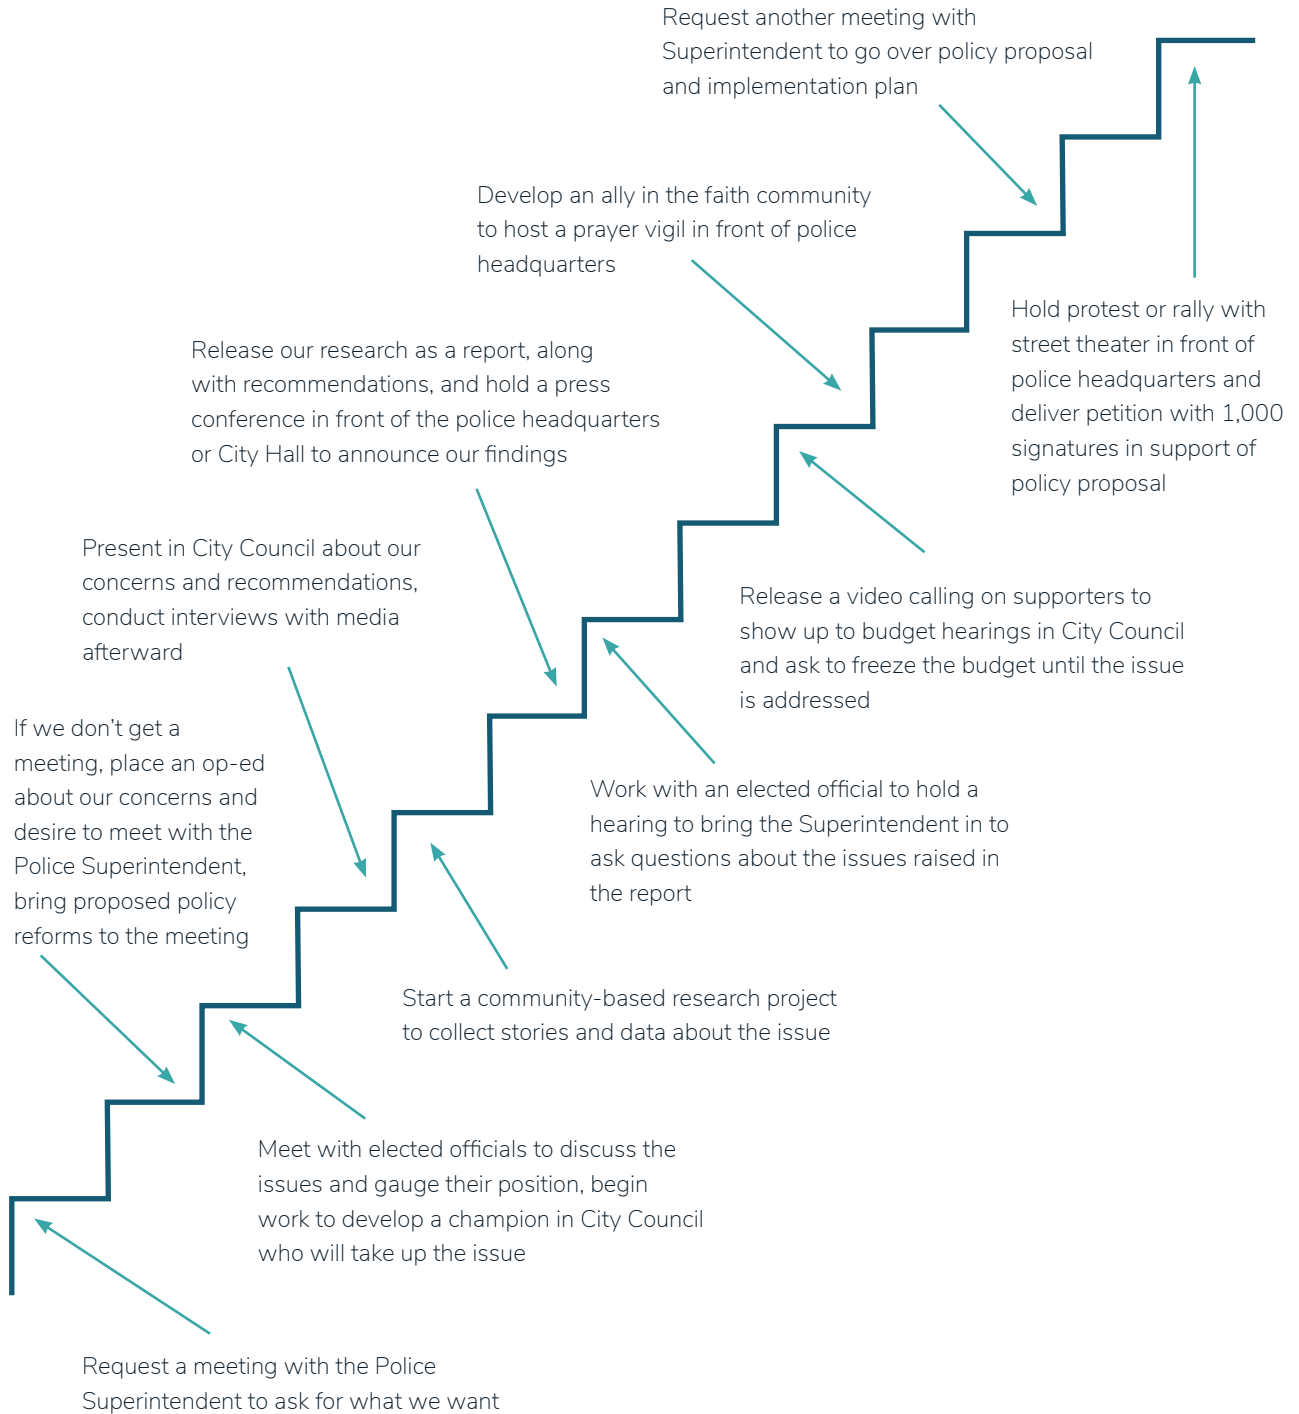 Request another meeting with
Superintendent to go over policy proposal
and implementation plan
Develop an ally in the faith community
to host a prayer vigil in front of police
headquarters
Hold protest or rally with
street theater in front of
police headquarters and
deliver petition with 1,000
signatures in support of
policy proposal
Release our research as a report, along
with recommendations, and hold a press
conference in front of the police headquarters
or City Hall to announce our findings
Present in City Council about our
concerns and recommendations,
conduct interviews with media
afterward
Release a video calling on supporters to
show up to budget hearings in City Council
and ask to freeze the budget until the issue
is addressed
If we don’t get a
meeting, place an op-ed
about our concerns and
desire to meet with the
Police Superintendent,
bring proposed policy
reforms to the meeting
Work with an elected official to hold a
hearing to bring the Superintendent in to
ask questions about the issues raised in
the report
Start a community-based research project
to collect stories and data about the issue
Meet with elected officials to discuss the
issues and gauge their position, begin
work to develop a champion in City Council
who will take up the issue
Request a meeting with the Police
Superintendent to ask for what we want